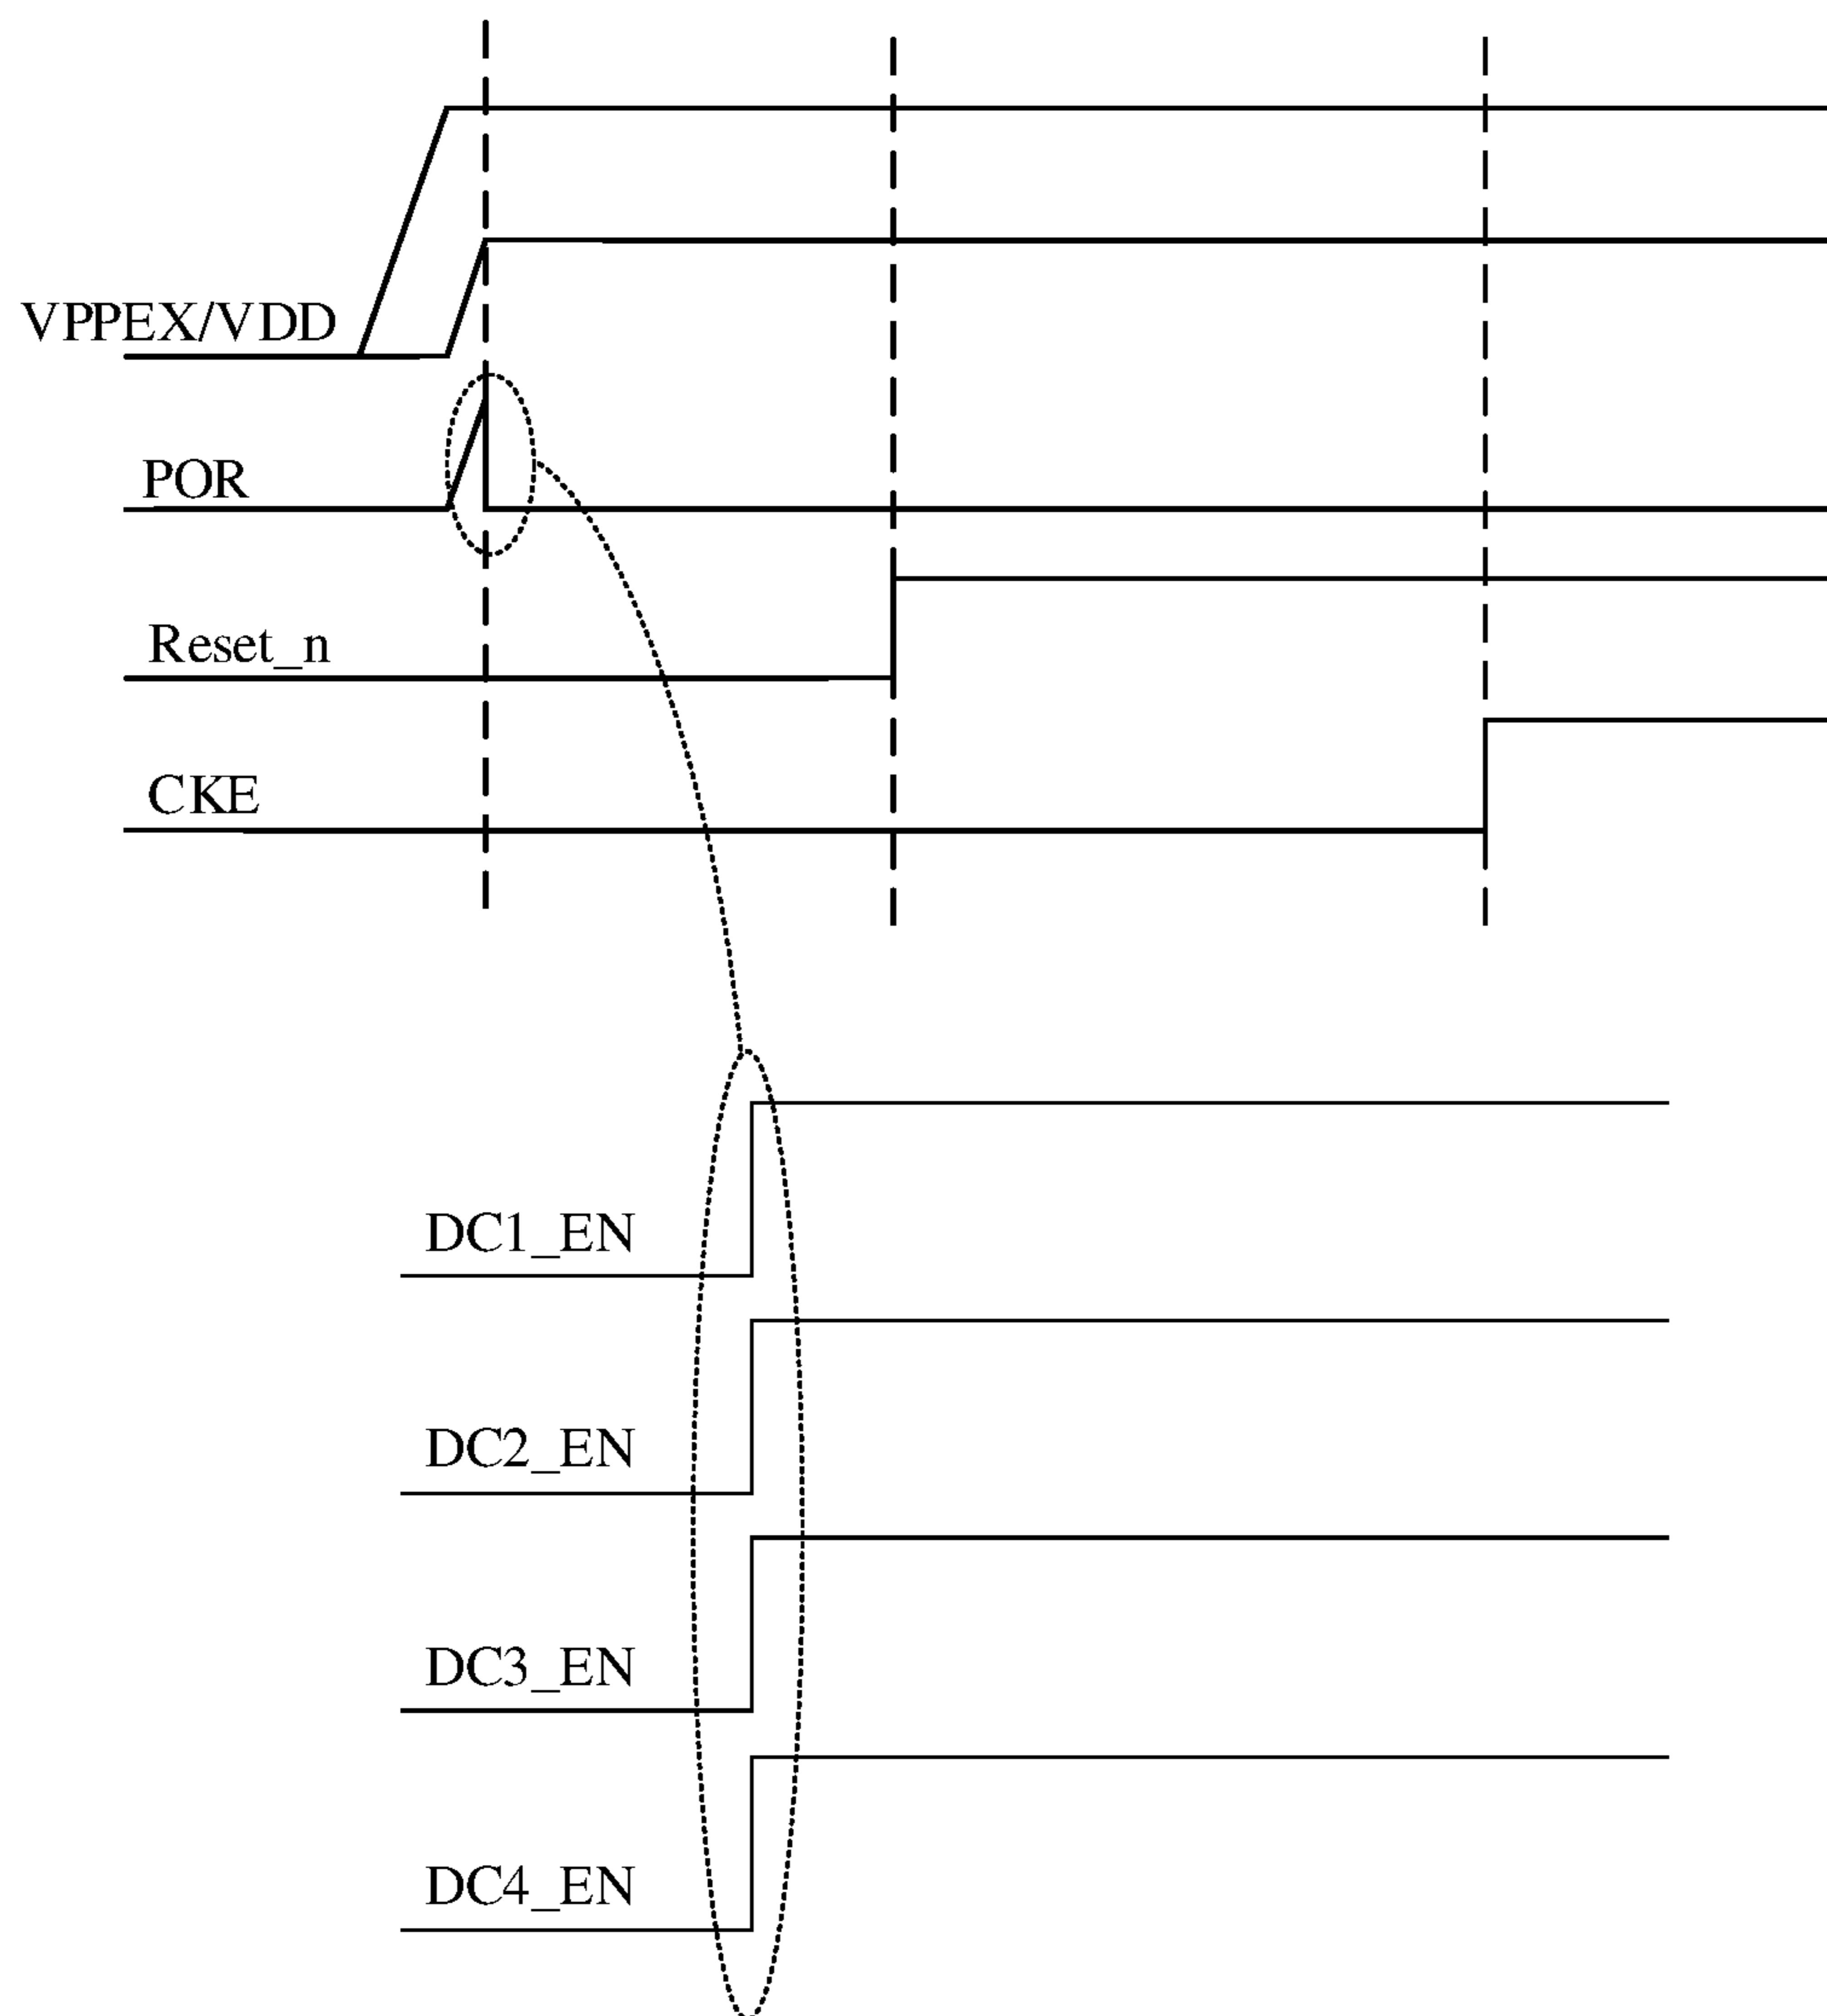 VPPEX/VDD
POR
Reset_n
CKE
DC1_EN
DC2_EN
DC3_EN
DC4_EN